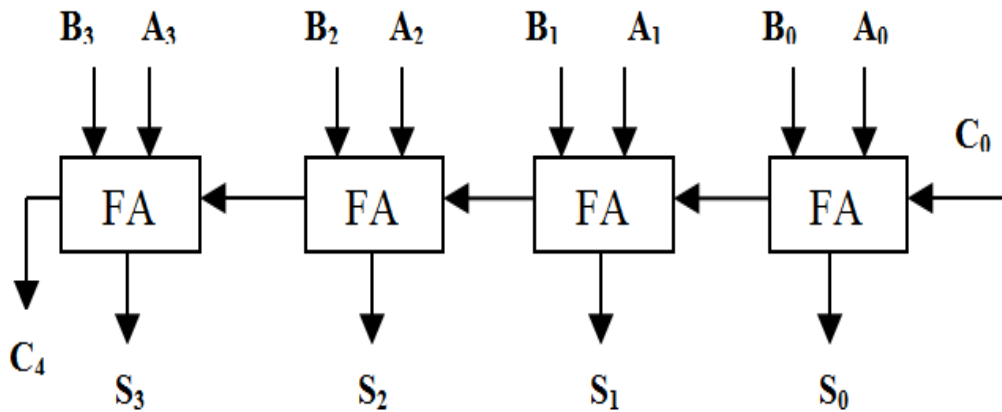 B₃ A₃ B₂ A₂ B₁ A₁ B₀ A₀
C₀
FA FA FA FA
C₄
S₃ S₂ S₁ S₀